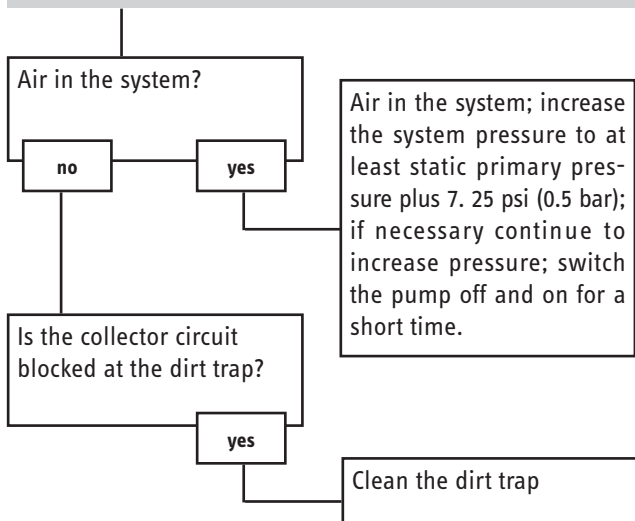 Air in the system?
no
yes
Air in the system; increase
the system pressure to at
least static primary pres-
sure plus 7. 25 psi (0.5 bar);
if necessary continue to
increase pressure; switch
the pump off and on for a
short time.
Is the collector circuit
blocked at the dirt trap?
yes
Clean the dirt trap